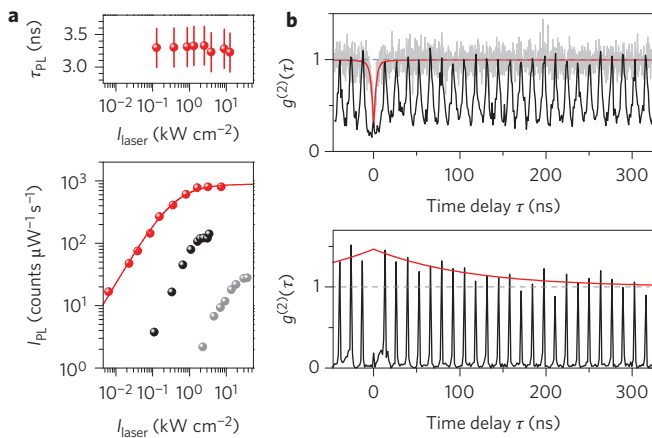 a
τPL (ns)
3.5
3.0
10⁻² 10⁻¹ 10⁰ 10¹
Ilaser (kW cm⁻²)
IPL (counts μW⁻¹ s⁻¹)
10³
10²
10¹
10⁰
10⁻² 10⁻¹ 10⁰ 10¹
Ilaser (kW cm⁻²)
b
g⁽²⁾(τ)
1
0
0 100 200 300
Time delay τ (ns)
g⁽²⁾(τ)
1
0
0 100 200 300
Time delay τ (ns)